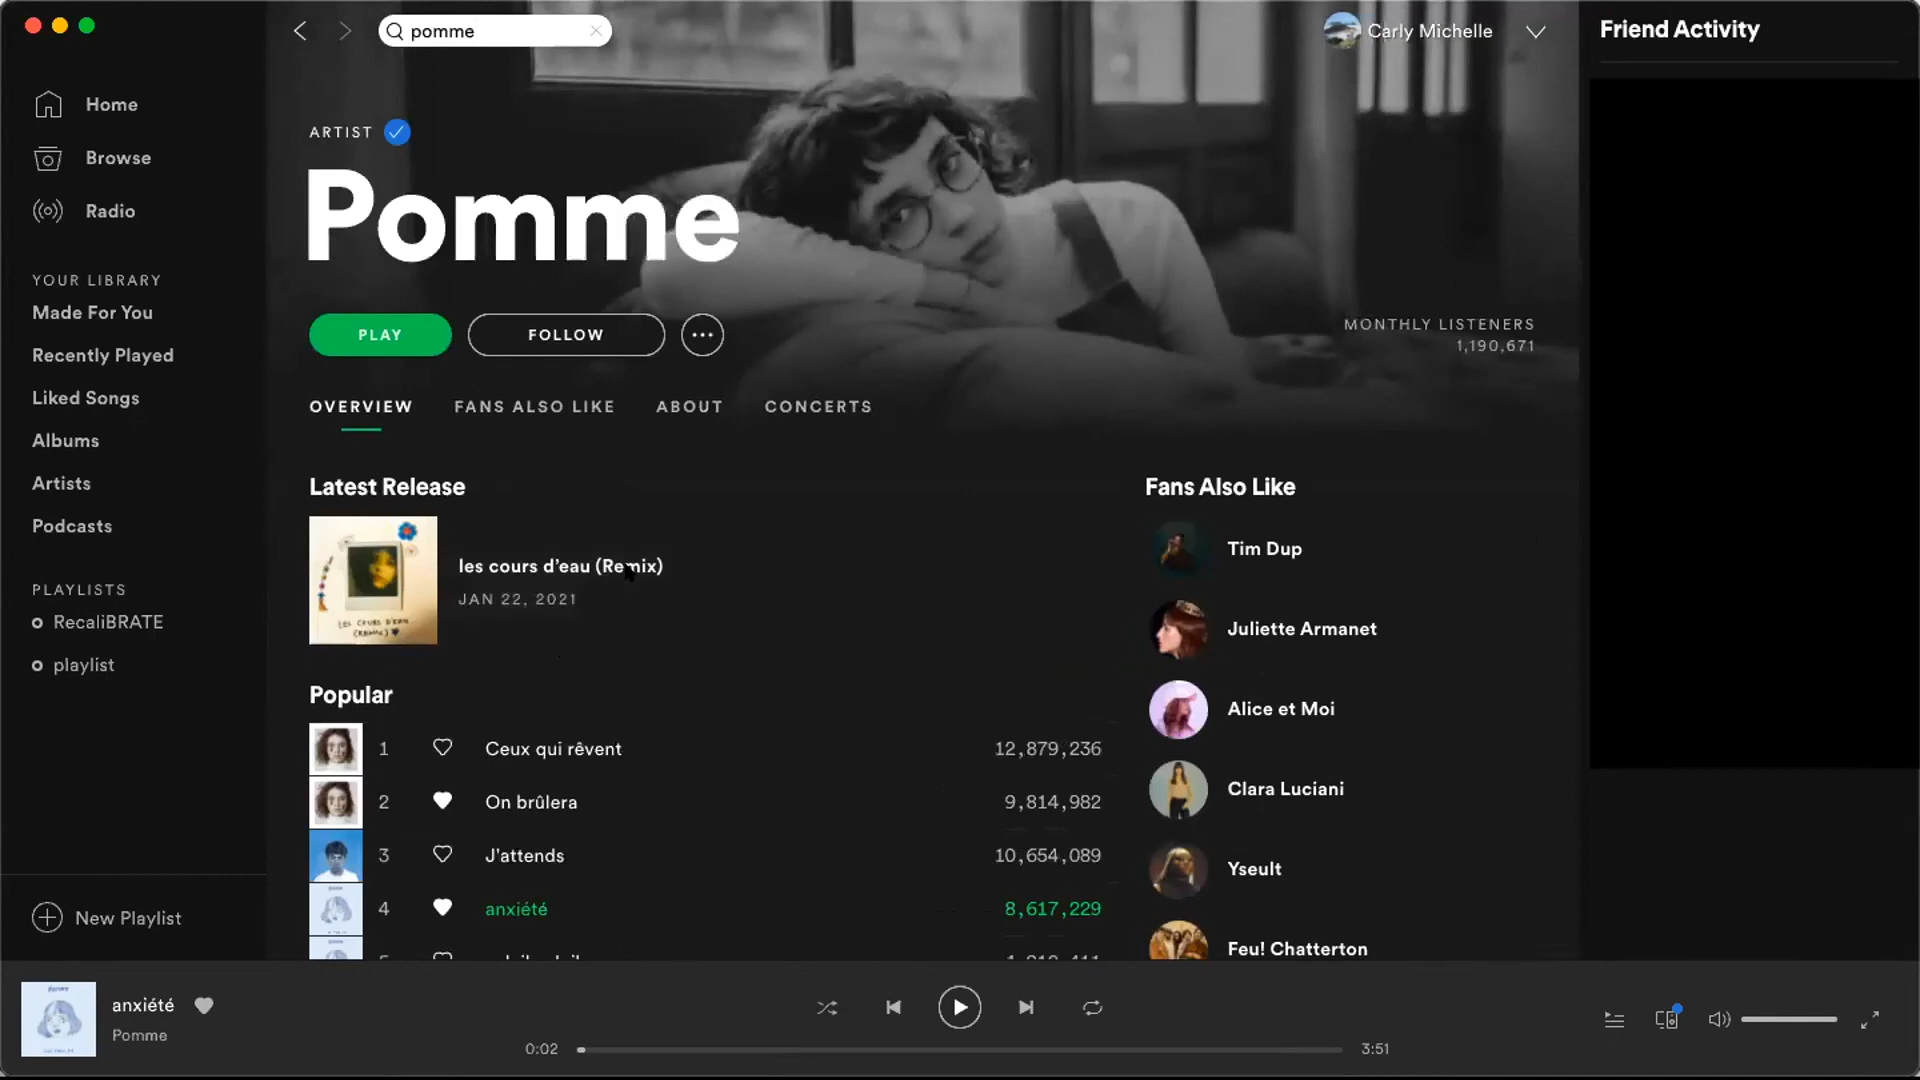 pomme
Carly Michelle
Friend Activity
Home
Browse
Radio
YOUR LIBRARY
Made For You
Recently Played
Liked Songs
Albums
Artists
Podcasts
PLAYLISTS
RecaliBRATE
playlist
New Playlist
ARTIST
Pomme
PLAY
FOLLOW
MONTHLY LISTENERS
1,190,671
OVERVIEW FANS ALSO LIKE ABOUT CONCERTS
Latest Release
les cours d'eau (Remix)
JAN 22, 2021
LES COURS D'EAU
(REMIX)
Popular
1 Ceux qui rêvent 12,879,236
2 On brûlera 9,814,982
3 J'attends 10,654,089
4 anxiété 8,617,229
Fans Also Like
Tim Dup
Juliette Armanet
Alice et Moi
Clara Luciani
Yseult
Feu! Chatterton
anxiété
Pomme
0:02
3:51